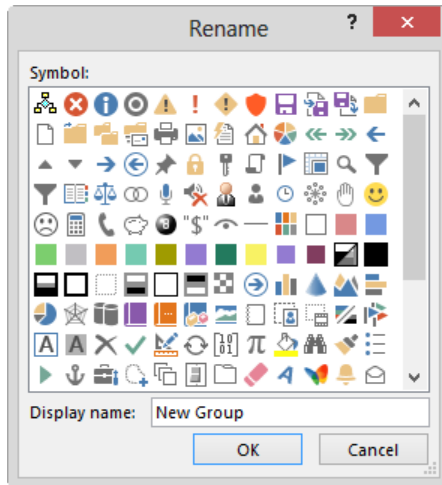 Rename
?
Symbol:
"$"
A A
π
A
Display name: New Group
OK Cancel